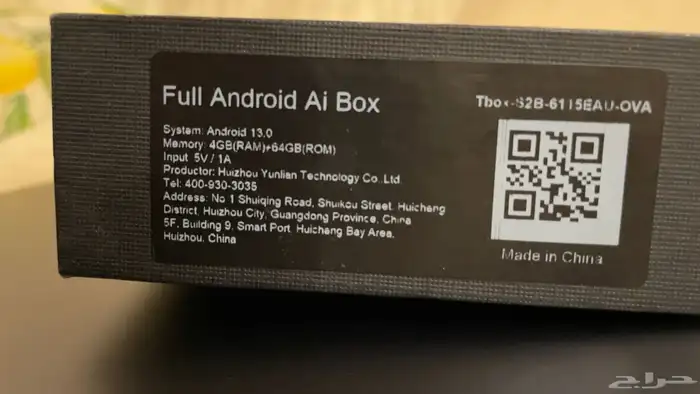 Full Android Ai Box
System: Android 13.0
Memory: 4GB(RAM)+64GB(ROM)
Input: 5V / 1A
Productor: Huizhou Yunlian Technology Co.,Ltd.
Tel: 400-930-3035
Address: No 1 Shuiqing Road, Shuikou Street, Huicheng
District, Huizhou City, Guangdong Province, China
5F, Building 9, Smart Port, Huicheng Bay Area,
Huizhou, China
Tbox-S2B-6115EAU-OVA
Made in China
حراج